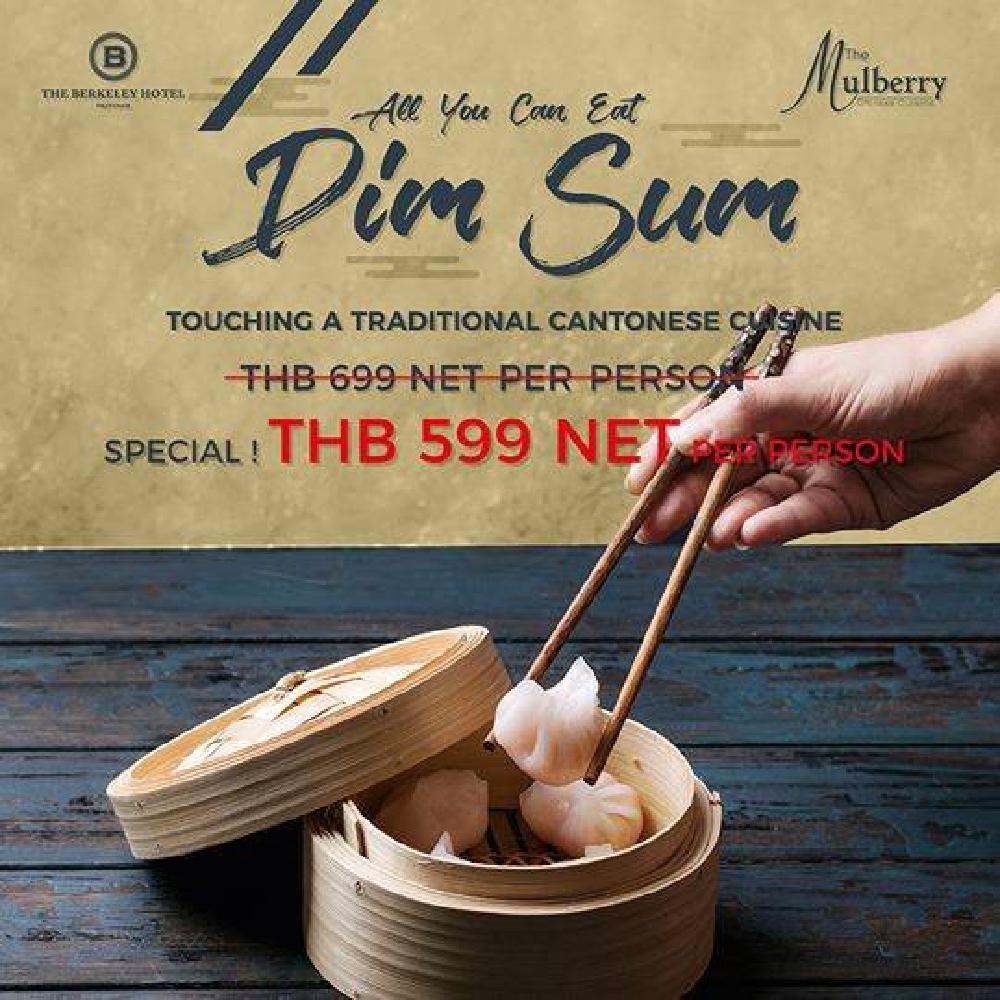 B
THE BERKELEY HOTEL
The
Mulberry
All You Can Eat
Dim Sum
TOUCHING A TRADITIONAL CANTONESE CUISINE
THB 699 NET PER PERSON
SPECIAL ! THB 599 NET PER PERSON